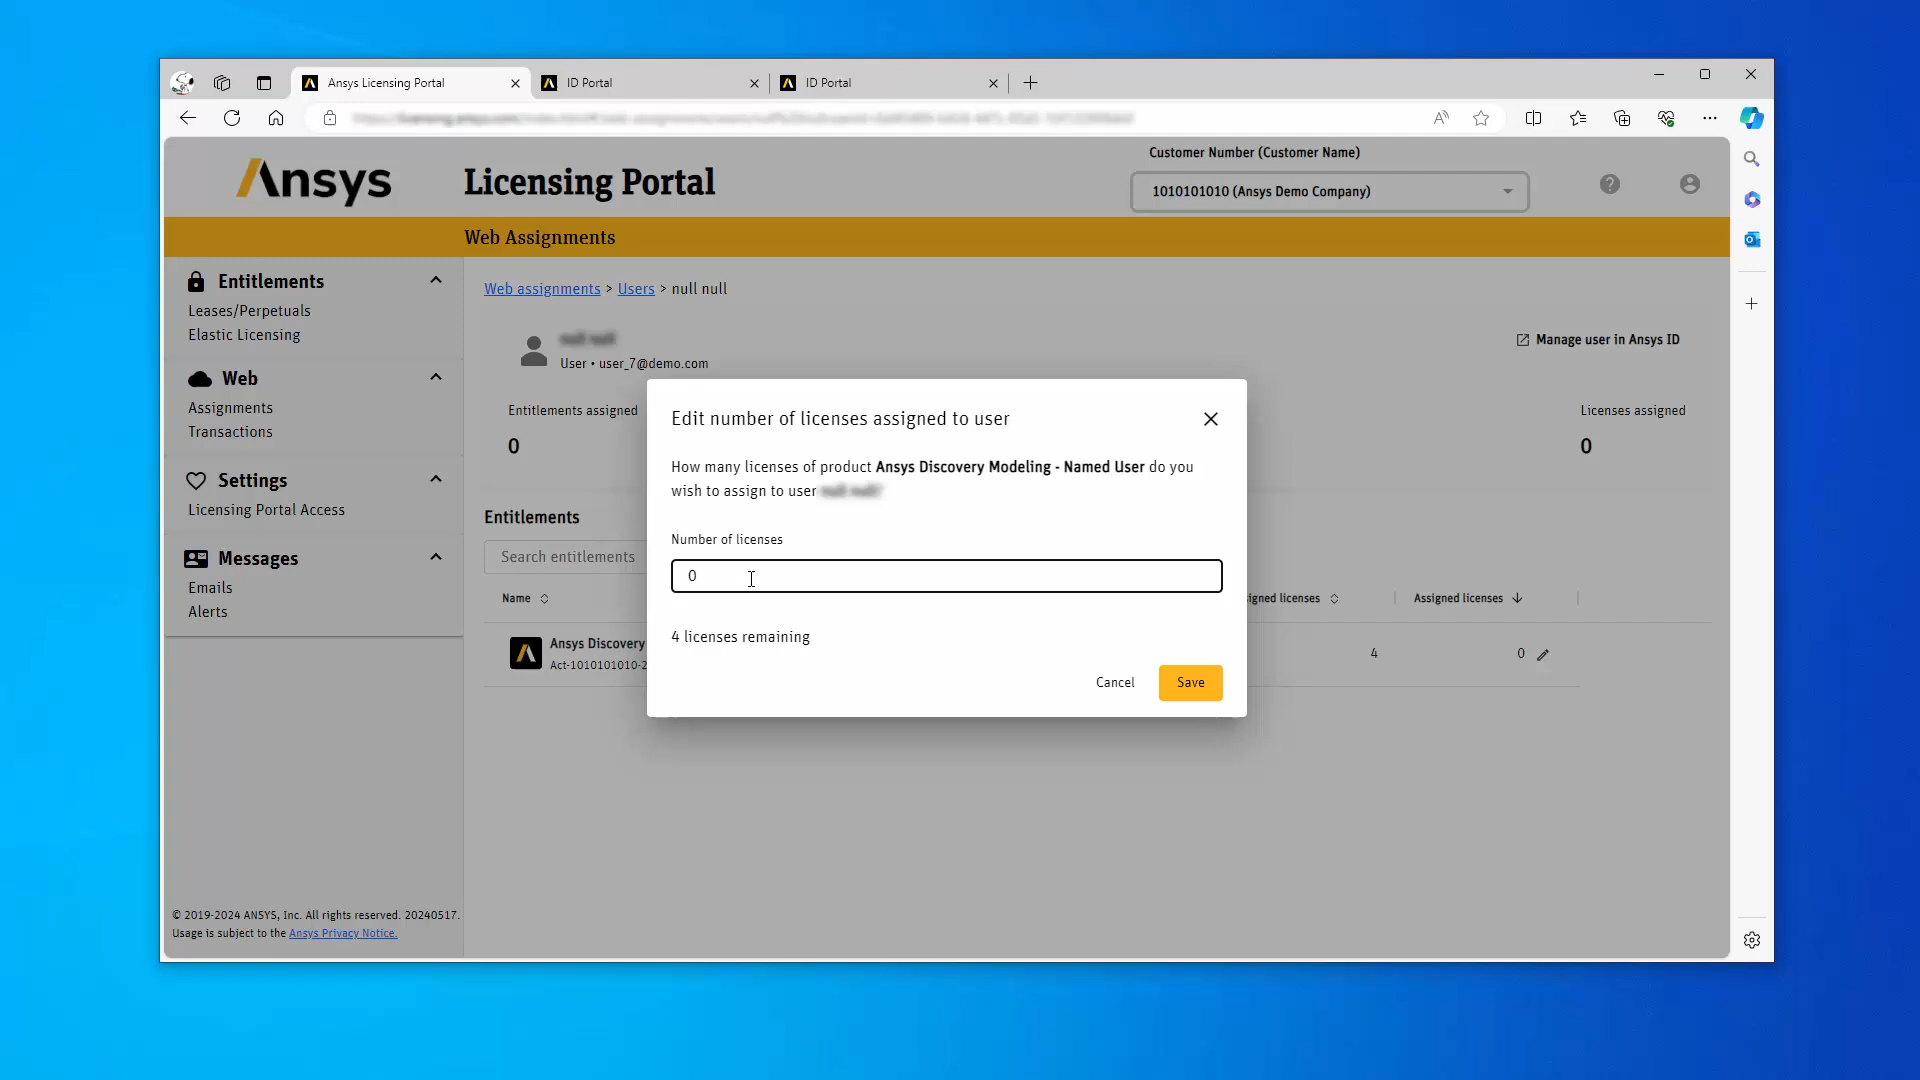 Ansys Licensing Portal
ID Portal
ID Portal
Ansys
Licensing Portal
Customer Number (Customer Name)
1010101010 (Ansys Demo Company)
Web Assignments
Entitlements
Leases/Perpetuals
Elastic Licensing
Web
Assignments
Transactions
Settings
Licensing Portal Access
Messages
Emails
Alerts
© 2019-2024 ANSYS, Inc. All rights reserved. 20240517.
Usage is subject to the Ansys Privacy Notice.
Web assignments > Users > null null
User • user_7@demo.com
Manage user in Ansys ID
Entitlements assigned
0
Licenses assigned
0
Entitlements
Search entitlements
Name
igned licenses
Assigned licenses
Ansys Discovery
Act-1010101010-2
4
0
Edit number of licenses assigned to user
How many licenses of product Ansys Discovery Modeling - Named User do you
wish to assign to user
Number of licenses
0
4 licenses remaining
Cancel
Save